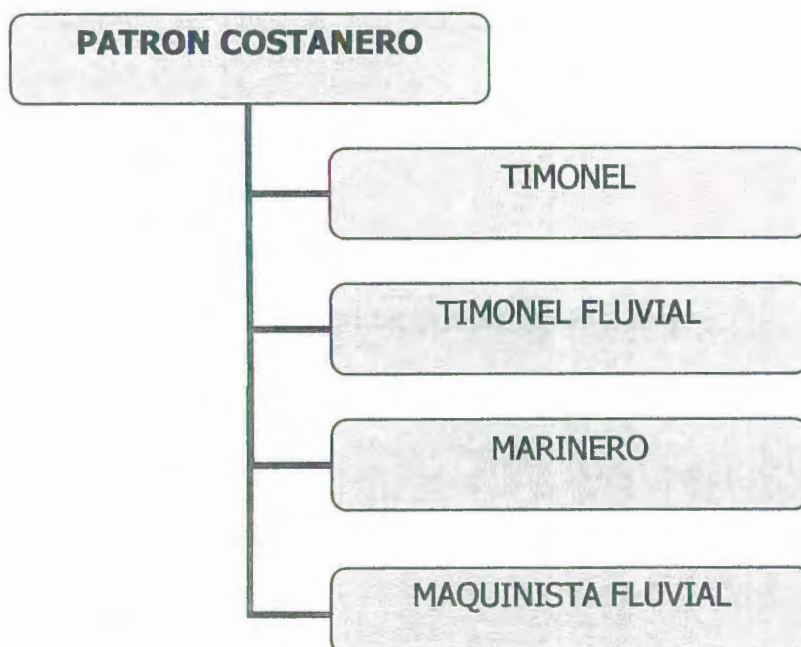 PATRON COSTANERO
TIMONEL
TIMONEL FLUVIAL
MARINERO
MAQUINISTA FLUVIAL